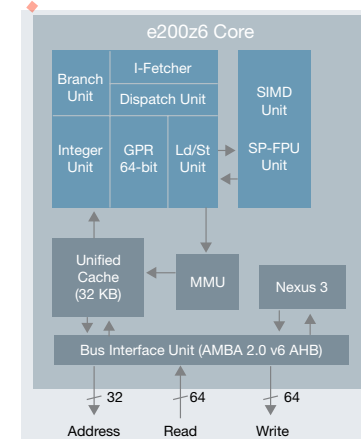 e200z6 Core
Branch
Unit
I-Fetcher
Dispatch Unit
Integer
Unit
GPR
64-bit
Ld/St
Unit
SIMD
Unit
SP-FPU
Unit
Unified
Cache
(32 KB)
MMU
Nexus 3
Bus Interface Unit (AMBA 2.0 v6 AHB)
32
64
64
Address
Read
Write